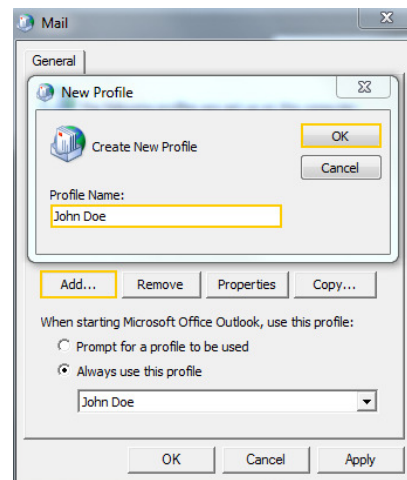 Mail
General
New Profile
Create New Profile
OK
Cancel
Profile Name:
John Doe
Add... Remove Properties Copy...
When starting Microsoft Office Outlook, use this profile:
Prompt for a profile to be used
Always use this profile
John Doe
OK Cancel Apply